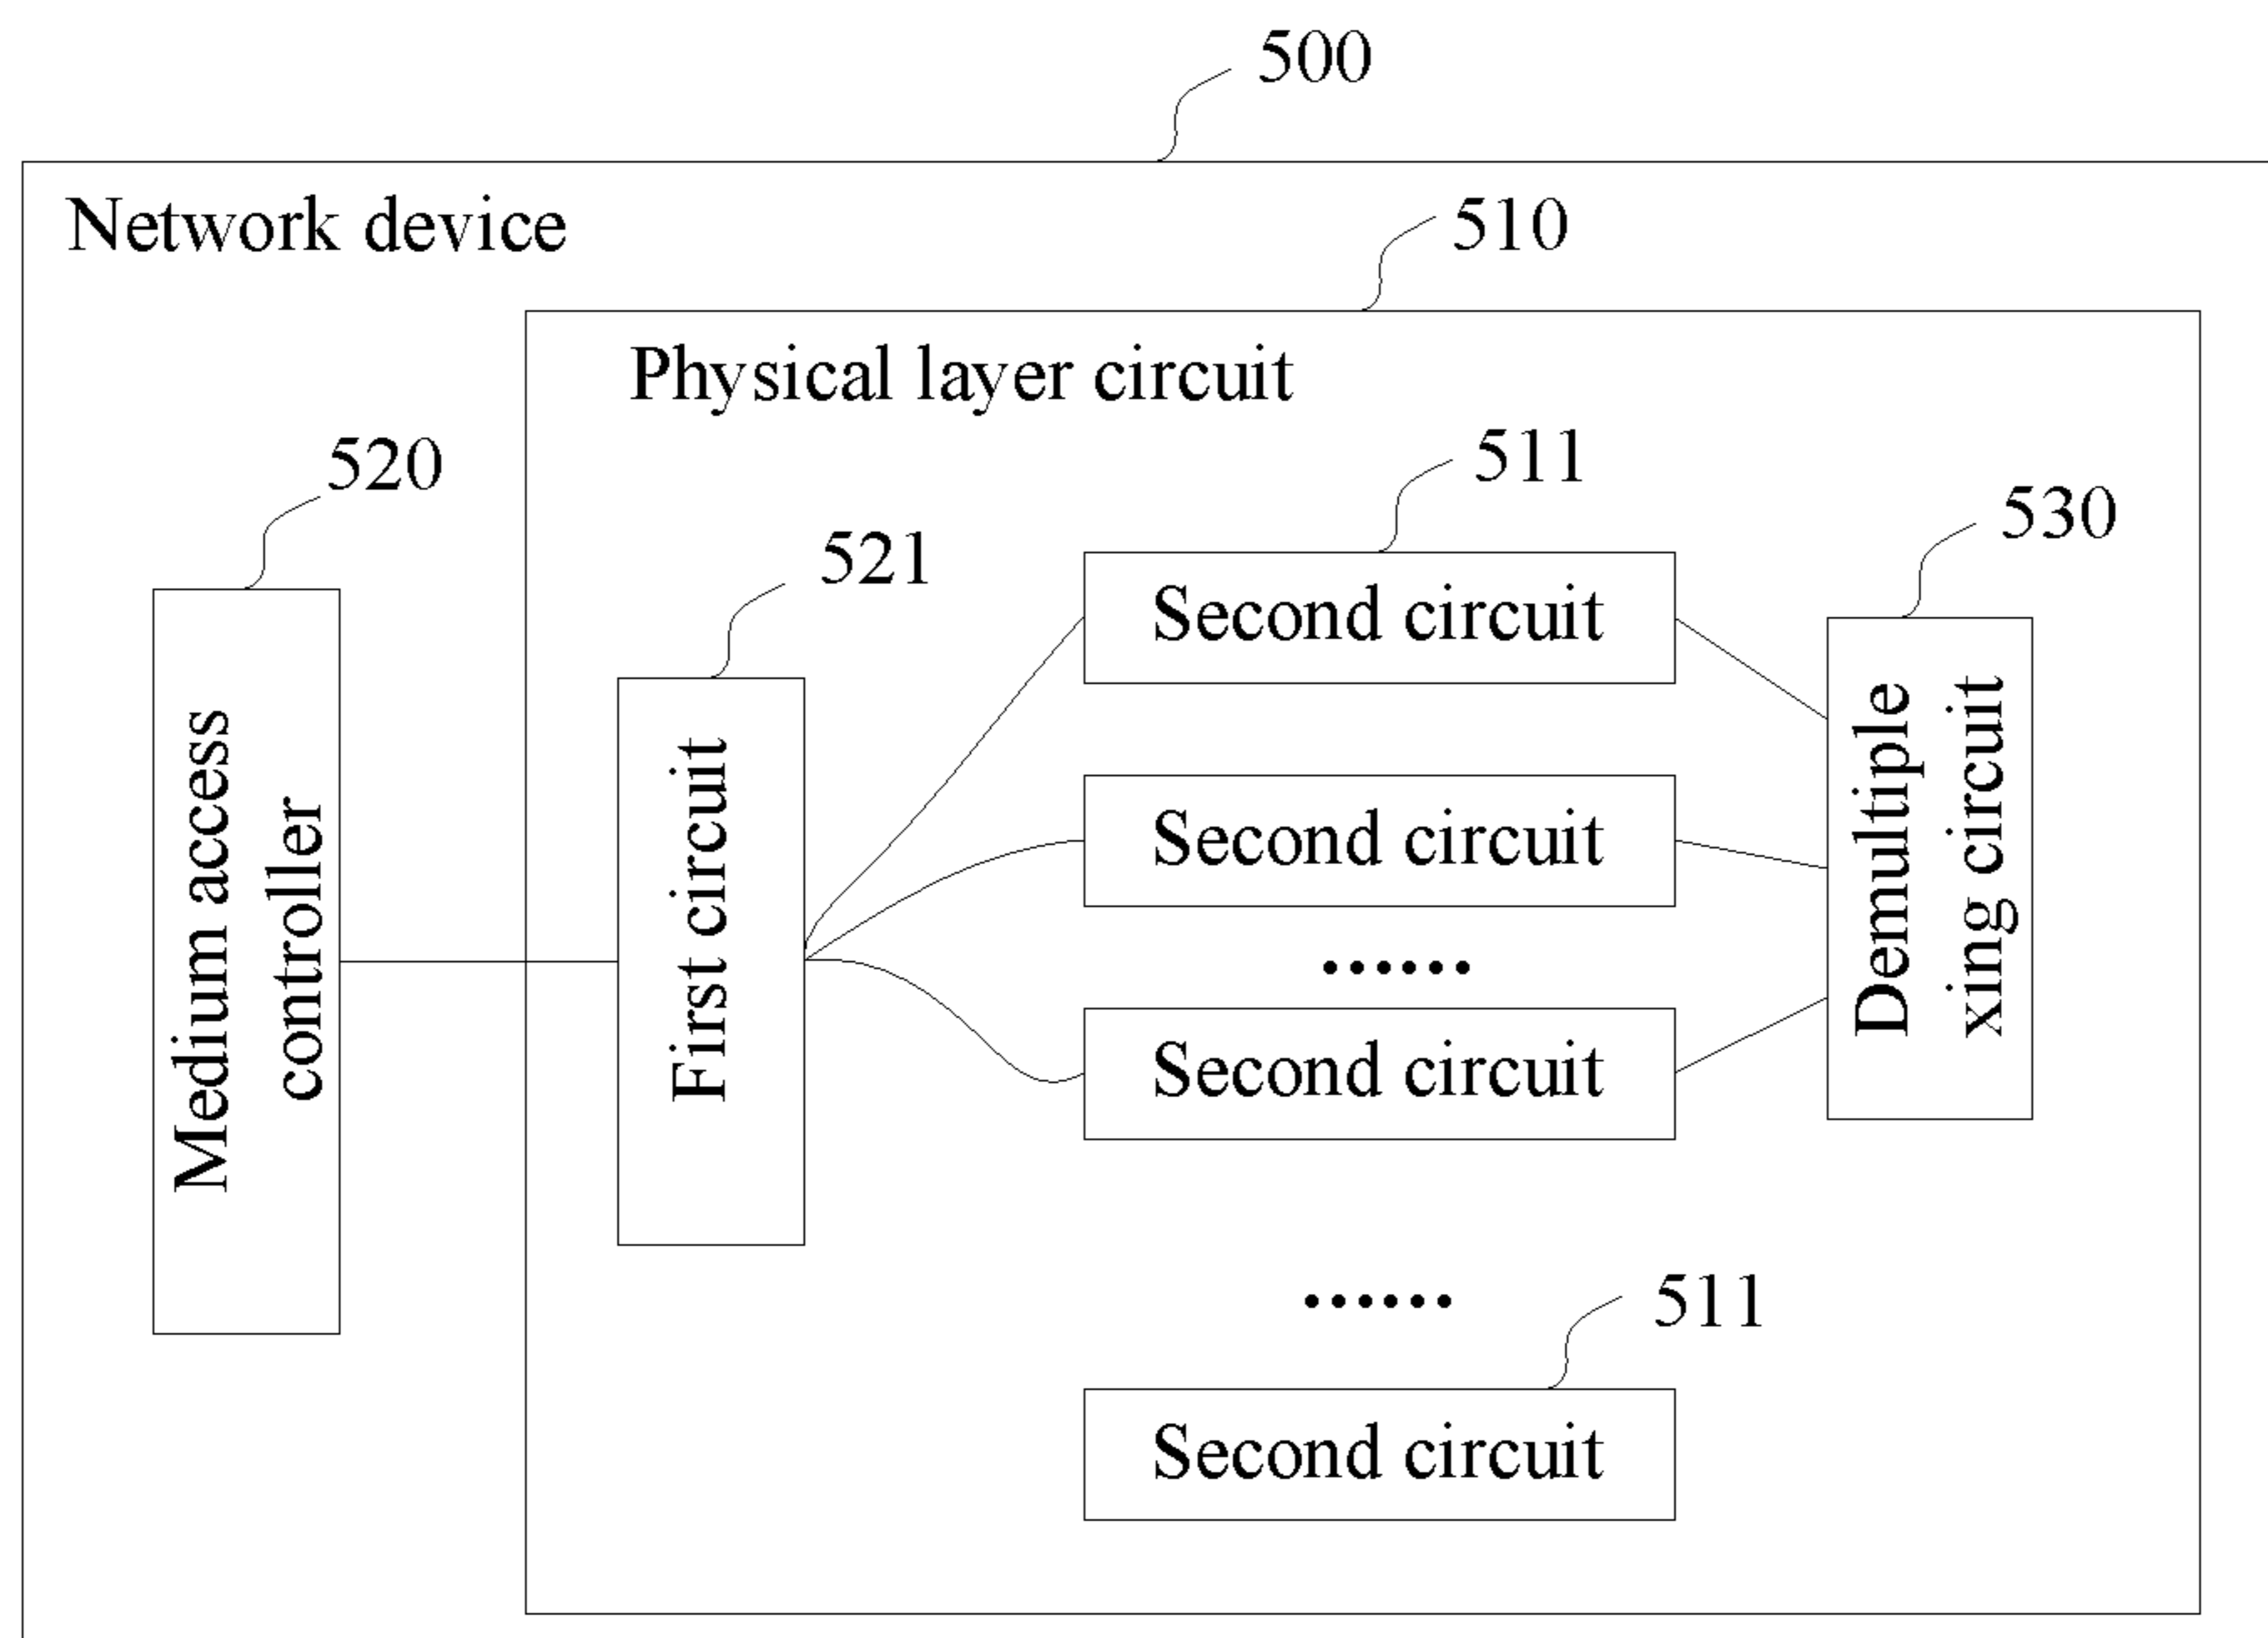 500
Network device
510
Physical layer circuit
520
511
530
521
Medium access
controller
First circuit
Second circuit
Second circuit
......
Second circuit
Demultiple
xing circuit
......
511
Second circuit